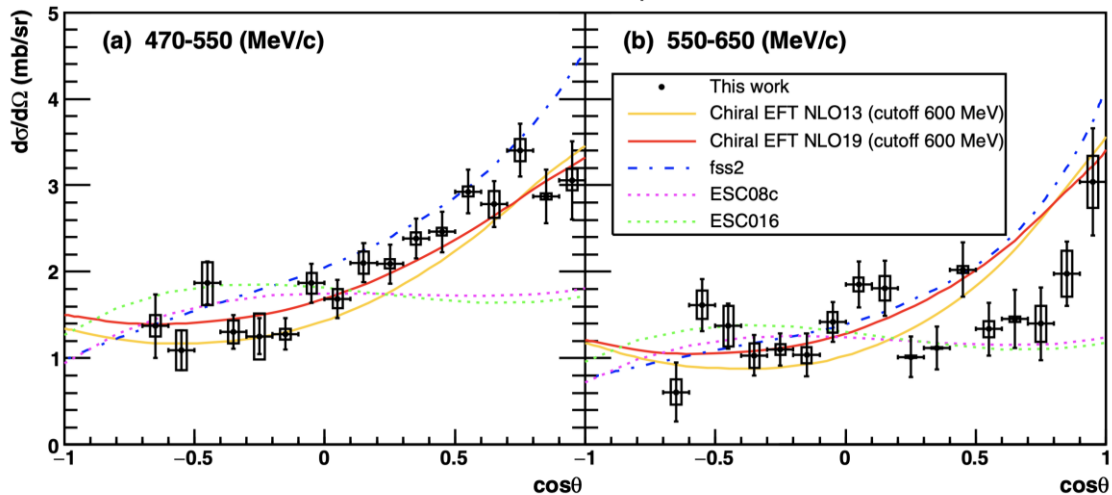 dσ/dΩ (mb/sr)
5
4
3
2
1
0
(a) 470-550 (MeV/c)
(b) 550-650 (MeV/c)
This work
Chiral EFT NLO13 (cutoff 600 MeV)
Chiral EFT NLO19 (cutoff 600 MeV)
fss2
ESC08c
ESC016
−1 −0.5 0 0.5 −1 −0.5 0 0.5 1
cosθ cosθ